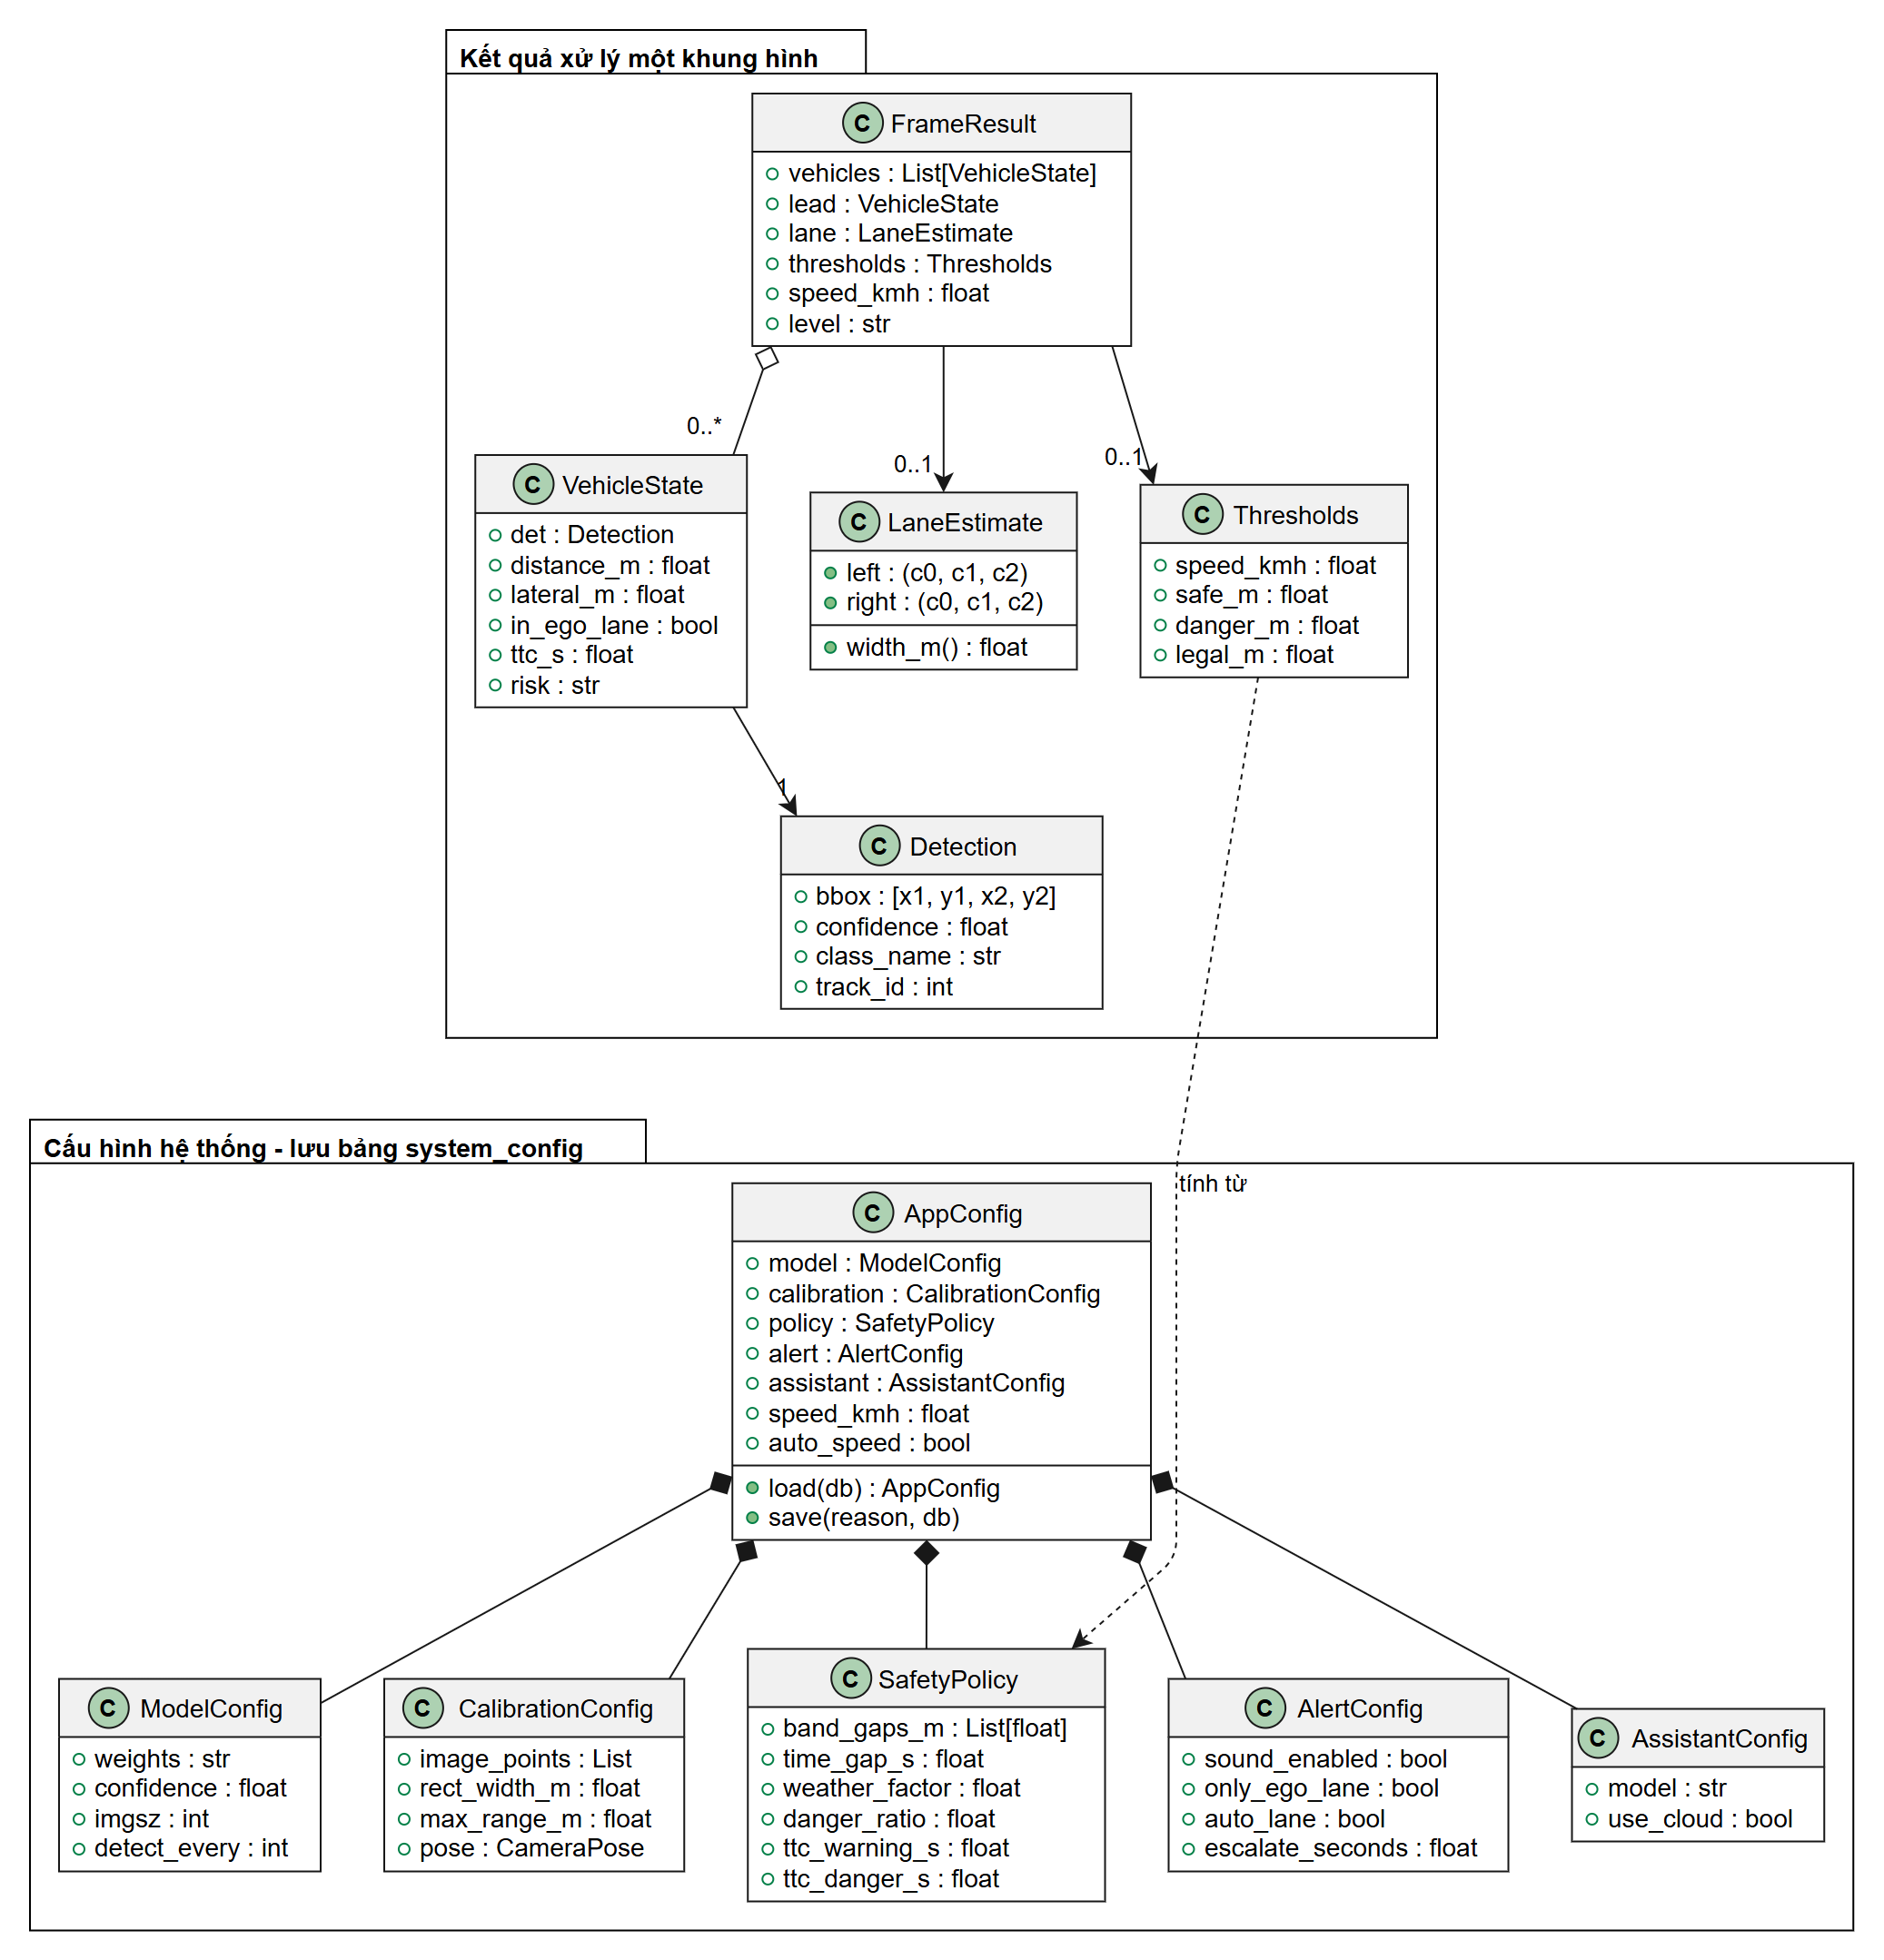 Kết quả xử lý một khung hình
C FrameResult
vehicles : List[VehicleState]
lead : VehicleState
lane : LaneEstimate
thresholds : Thresholds
speed_kmh : float
level : str
0..*
0..1
0..1
C VehicleState
det : Detection
distance_m : float
lateral_m : float
in_ego_lane : bool
ttc_s : float
risk : str
C LaneEstimate
left : (c0, c1, c2)
right : (c0, c1, c2)
width_m() : float
C Thresholds
speed_kmh : float
safe_m : float
danger_m : float
legal_m : float
1
C Detection
bbox : [x1, y1, x2, y2]
confidence : float
class_name : str
track_id : int
Cấu hình hệ thống - lưu bảng system_config
tính từ
C AppConfig
model : ModelConfig
calibration : CalibrationConfig
policy : SafetyPolicy
alert : AlertConfig
assistant : AssistantConfig
speed_kmh : float
auto_speed : bool
load(db) : AppConfig
save(reason, db)
C ModelConfig
weights : str
confidence : float
imgsz : int
detect_every : int
C CalibrationConfig
image_points : List
rect_width_m : float
max_range_m : float
pose : CameraPose
C SafetyPolicy
band_gaps_m : List[float]
time_gap_s : float
weather_factor : float
danger_ratio : float
ttc_warning_s : float
ttc_danger_s : float
C AlertConfig
sound_enabled : bool
only_ego_lane : bool
auto_lane : bool
escalate_seconds : float
C AssistantConfig
model : str
use_cloud : bool